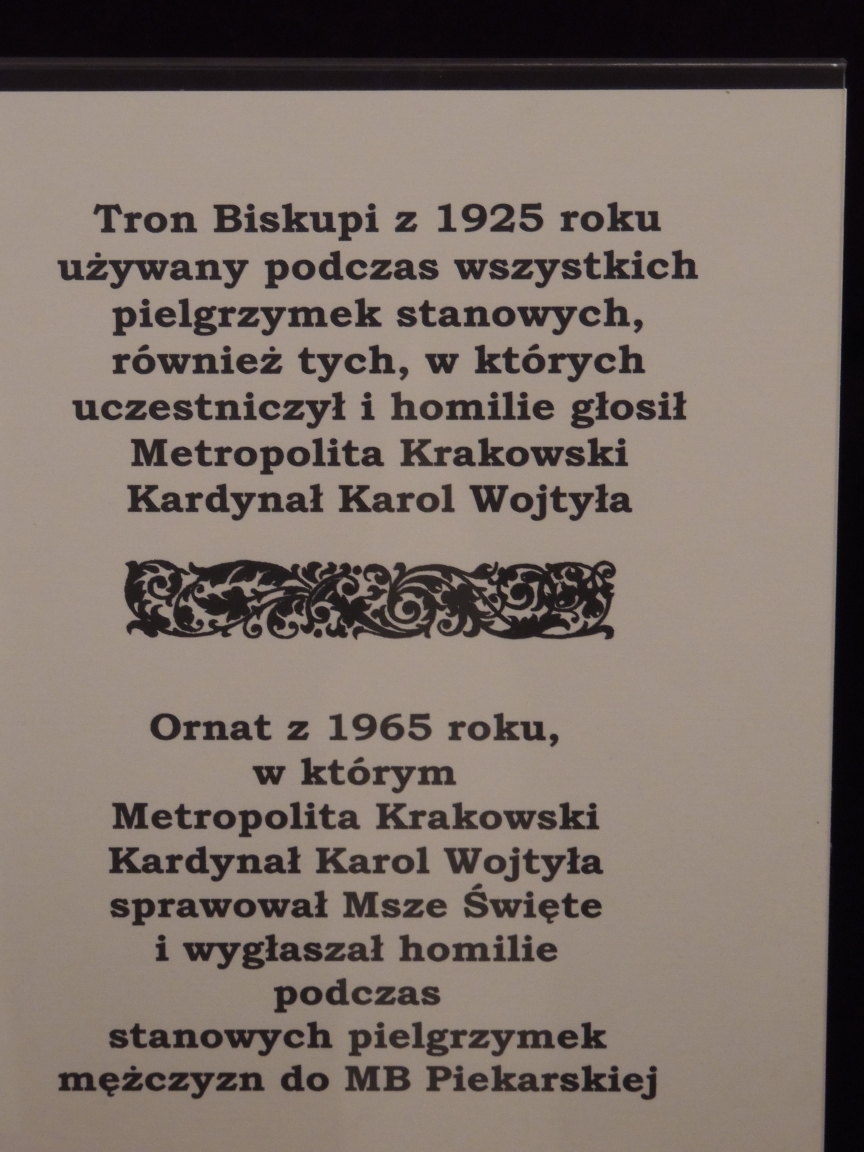 Tron Biskupi z 1925 roku
używany podczas wszystkich
pielgrzymek stanowych,
również tych, w których
uczestniczył i homilie głosił
Metropolita Krakowski
Kardynał Karol Wojtyła
Ornat z 1965 roku,
w którym
Metropolita Krakowski
Kardynał Karol Wojtyła
sprawował Msze Święte
i wygłaszał homilie
podczas
stanowych pielgrzymek
mężczyzn do MB Piekarskiej